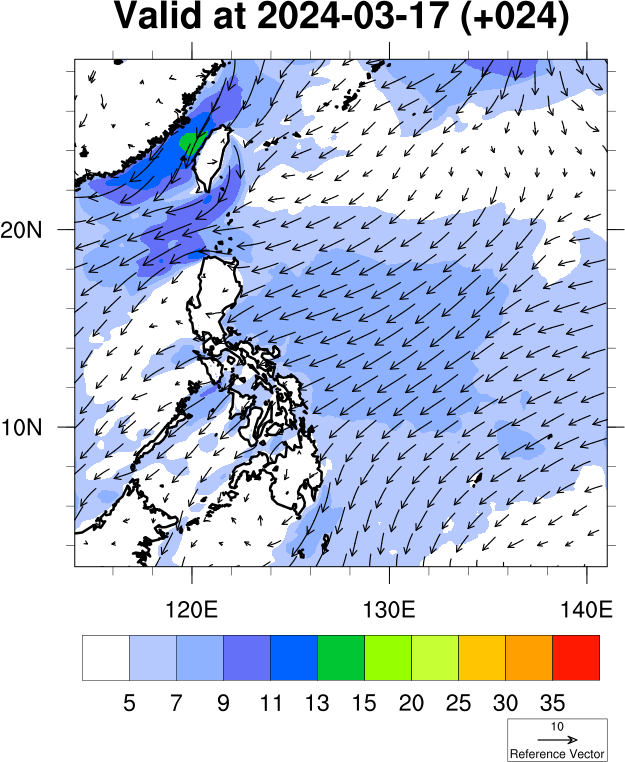 Valid at 2024-03-17 (+024)
20N
10N
120E 130E 140E
5 7 9 11 13 15 20 25 30 35
10
Reference Vector